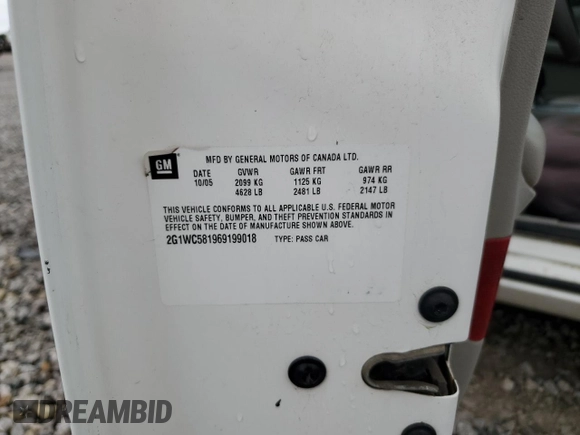 GM
MFD BY GENERAL MOTORS OF CANADA LTD.
DATE GVWR GAWR FRT GAWR RR
10/05 2099 KG 1125 KG 974 KG
4628 LB 2481 LB 2147 LB
THIS VEHICLE CONFORMS TO ALL APPLICABLE U.S. FEDERAL MOTOR
VEHICLE SAFETY, BUMPER, AND THEFT PREVENTION STANDARDS IN
EFFECT ON THE DATE OF MANUFACTURE SHOWN ABOVE.
2G1WC581969199018 TYPE: PASS CAR
DREAMBID